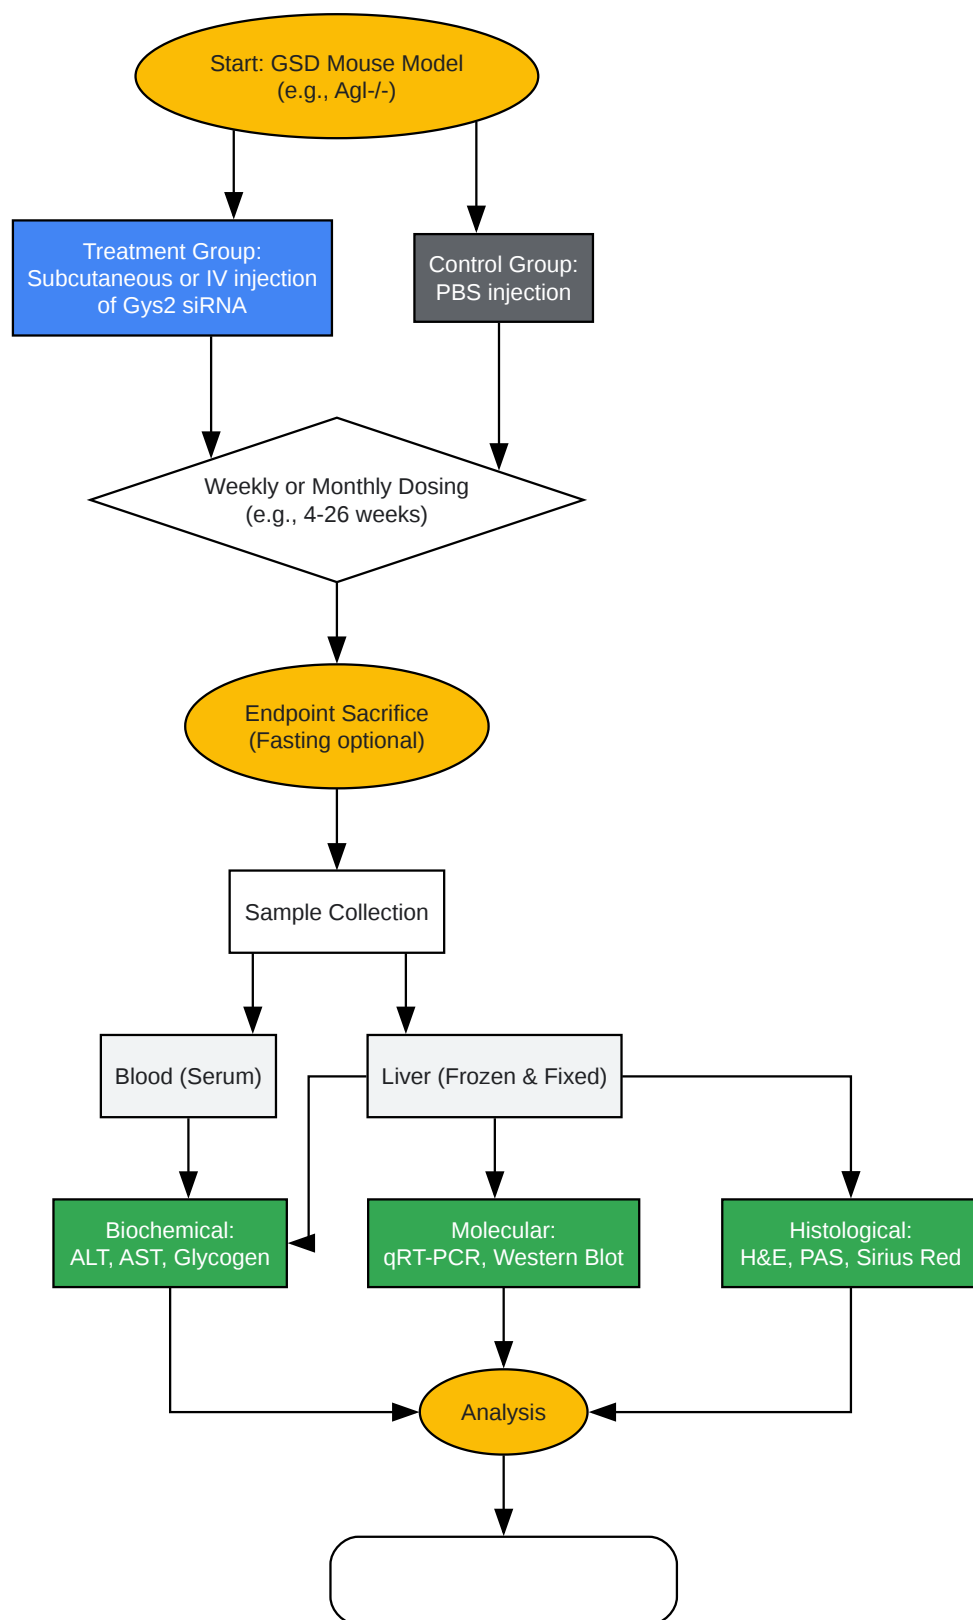 Start: GSD Mouse Model
(e.g., Agl-/-)
Treatment Group:
Subcutaneous or IV injection
of Gys2 siRNA
Control Group:
PBS injection
Weekly or Monthly Dosing
(e.g., 4-26 weeks)
Endpoint Sacrifice
(Fasting optional)
Sample Collection
Blood (Serum)
Liver (Frozen & Fixed)
Biochemical:
ALT, AST, Glycogen
Molecular:
qRT-PCR, Western Blot
Histological:
H&E, PAS, Sirius Red
Analysis